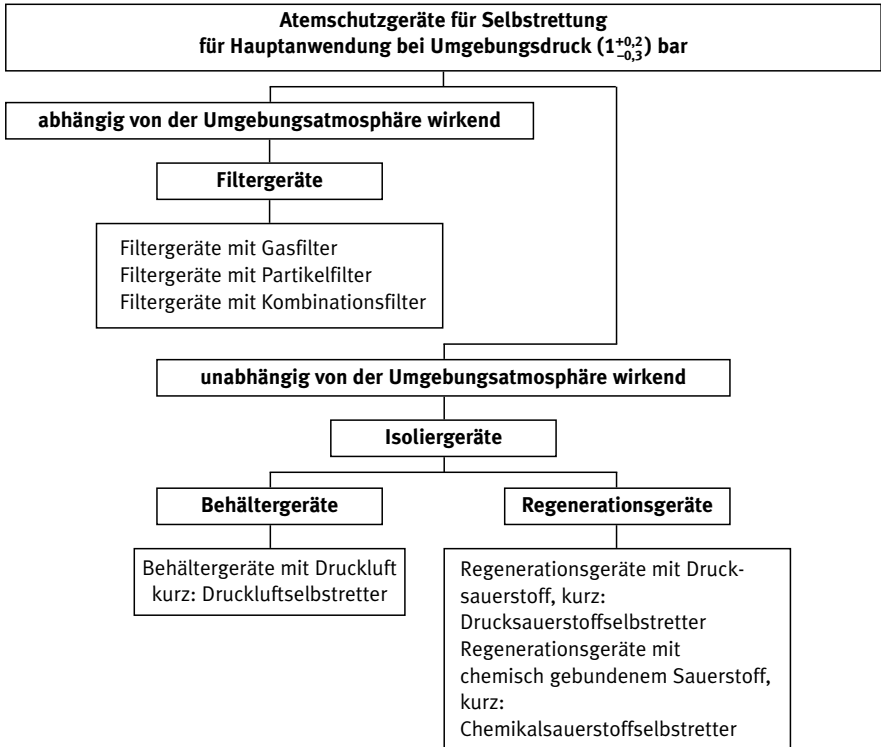 Atemschutzgeräte für Selbstrettung
für Hauptanwendung bei Umgebungsdruck (1 +0,2 −0,3) bar
abhängig von der Umgebungsatmosphäre wirkend
Filtergeräte
Filtergeräte mit Gasfilter
Filtergeräte mit Partikelfilter
Filtergeräte mit Kombinationsfilter
unabhängig von der Umgebungsatmosphäre wirkend
Isoliergeräte
Behältergeräte
Behältergeräte mit Druckluft
kurz: Druckluftselbstretter
Regenerationsgeräte
Regenerationsgeräte mit Druck-
sauerstoff, kurz:
Drucksauerstoffselbstretter
Regenerationsgeräte mit
chemisch gebundenem Sauerstoff,
kurz:
Chemikalsauerstoffselbstretter